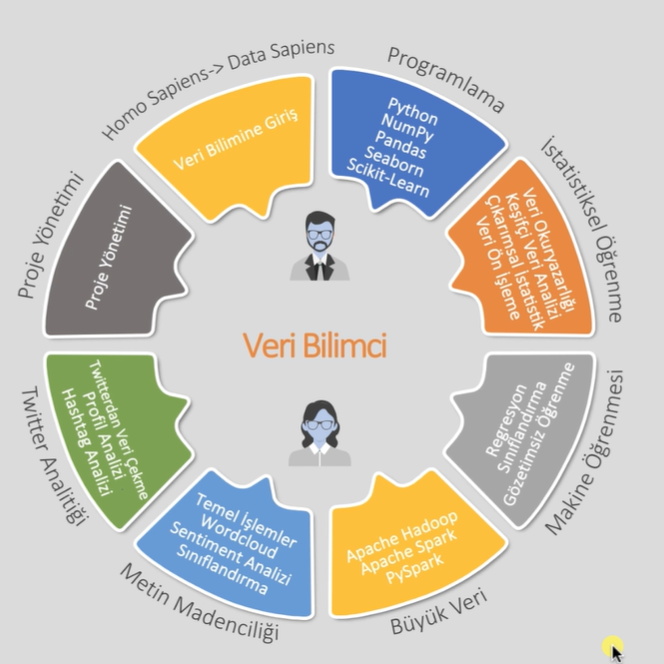 Homo Sapiens-> Data Sapiens
Veri Bilimine Giriş
Programlama
Python
NumPy
Pandas
Seaborn
Scikit-Learn
İstatistiksel Öğrenme
Veri Okuryazarlığı
Keşifçi Veri Analizi
Çıkarımsal İstatistik
Veri Ön İşleme
Makine Öğrenmesi
Regresyon
Sınıflandırma
Gözetimsiz Öğrenme
Büyük Veri
Apache Hadoop
Apache Spark
PySpark
Metin Madenciliği
Temel İşlemler
Wordcloud
Sentiment Analizi
Sınıflandırma
Twitter Analitiği
Twitterdan Veri Çekme
Profil Analizi
Hashtag Analizi
Proje Yönetimi
Proje Yönetimi
Veri Bilimci